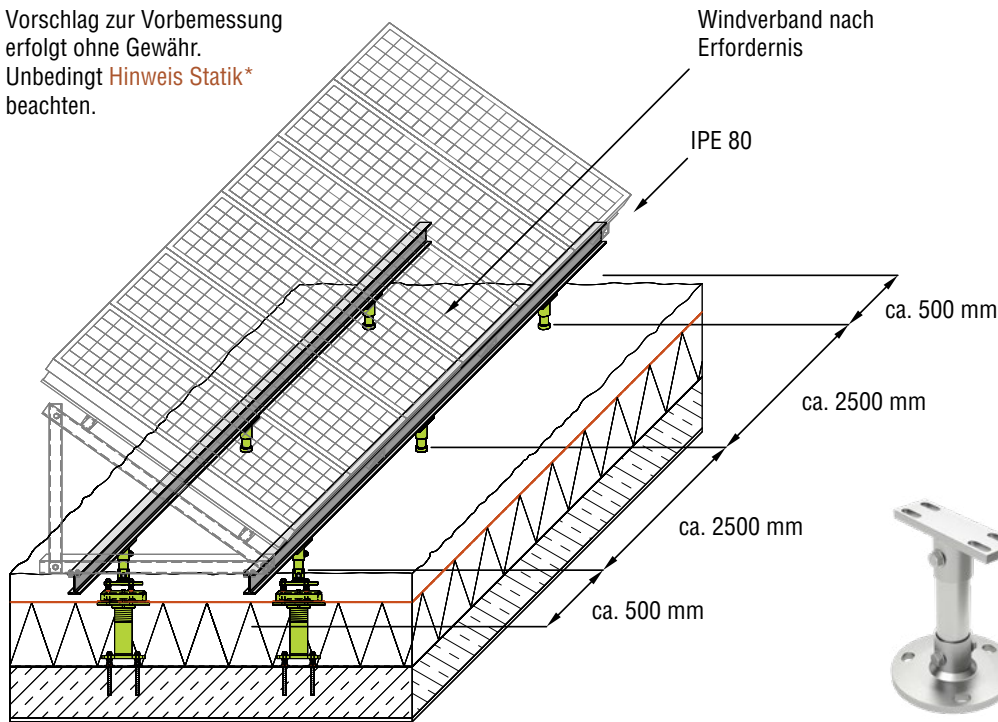 Vorschlag zur Vorbemessung
erfolgt ohne Gewähr.
Unbedingt Hinweis Statik*
beachten.
Windverband nach
Erfordernis
IPE 80
ca. 500 mm
ca. 2500 mm
ca. 2500 mm
ca. 500 mm